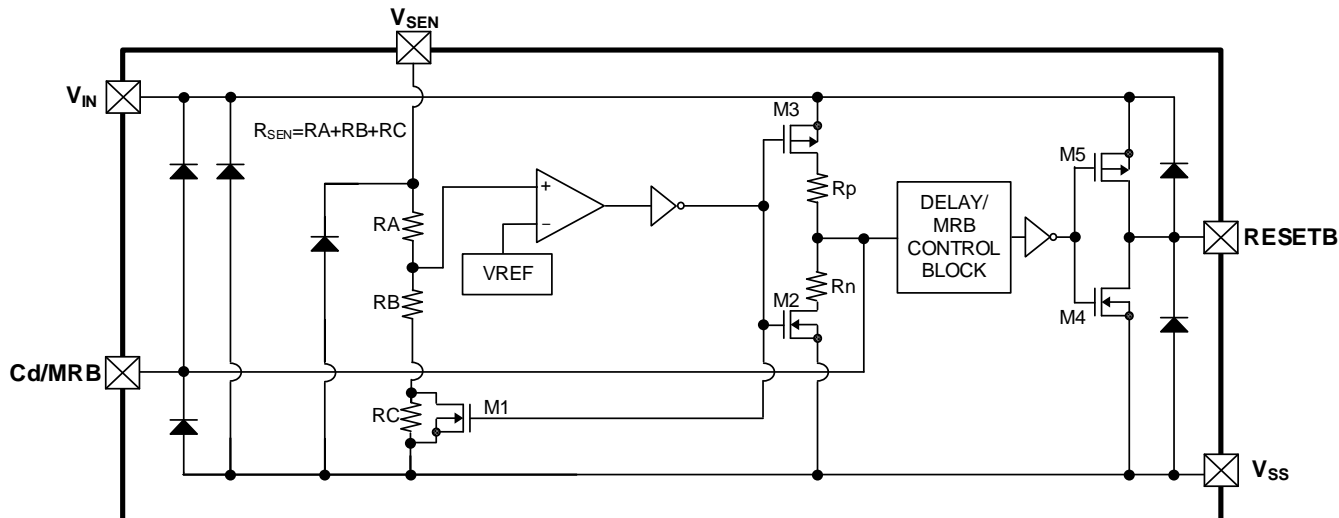 VSEN
VIN
RSEN=RA+RB+RC
M3
M5
RA
+
−
Rp
DELAY/
MRB
CONTROL
BLOCK
RESETB
VREF
RB
Rn
M2
M4
Cd/MRB
RC
M1
VSS